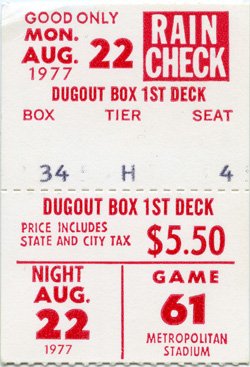 GOOD ONLY
MON. 22 RAIN
AUG. CHECK
1977
DUGOUT BOX 1ST DECK
BOX TIER SEAT
34 H 4
DUGOUT BOX 1ST DECK
PRICE INCLUDES
STATE AND CITY TAX $5.50
NIGHT
AUG.
22
1977
GAME
61
METROPOLITAN
STADIUM